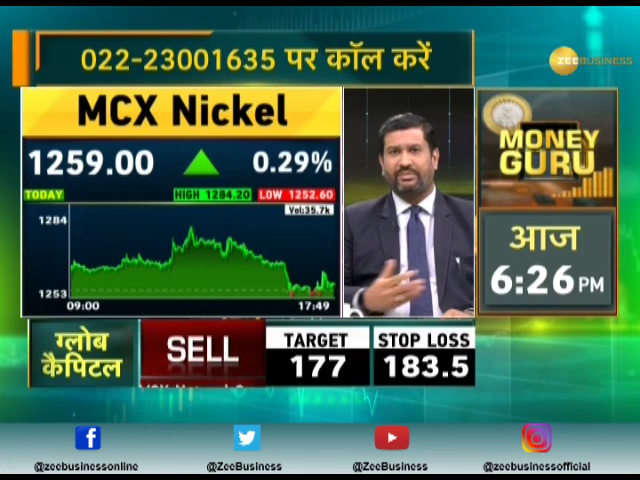 022-23001635 पर कॉल करें
ZEEBUSINESS
MCX Nickel
1259.00 0.29%
TODAY HIGH 1284.20 LOW 1252.60
Vol:35.7k
1284
1253
09:00 17:49
MONEY
GURU
आज
6:26 PM
ग्लोब
कैपिटल
SELL
TARGET
177
STOP LOSS
183.5
@zeebusinessonline @ZeeBusiness @ZeeBusiness @zeebusinessofficial